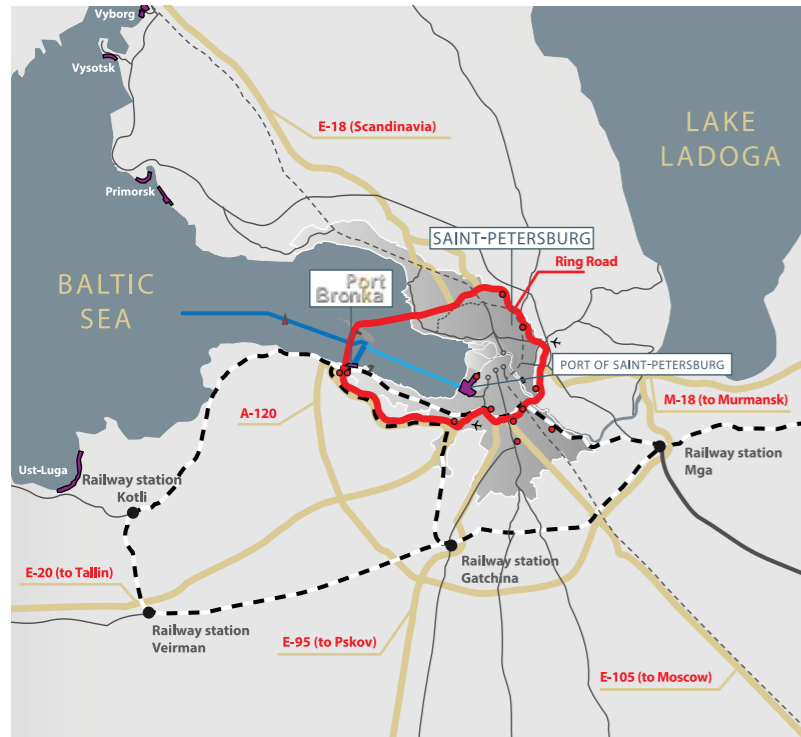 Vyborg
Vysotsk
E-18 (Scandinavia)
LAKE
LADOGA
Primorsk
SAINT-PETERSBURG
Ring Road
Port
Bronka
BALTIC
SEA
PORT OF SAINT-PETERSBURG
M-18 (to Murmansk)
A-120
Ust-Luga
Railway station
Kotli
Railway station
Mga
E-20 (to Tallin)
Railway station
Gatchina
Railway station
Veirman
E-95 (to Pskov)
E-105 (to Moscow)